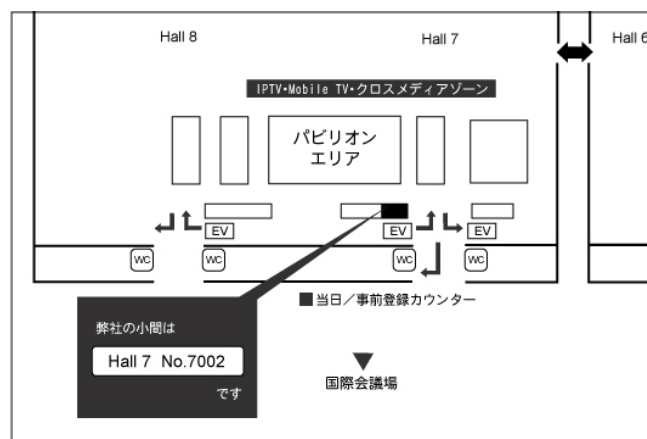 Hall 8
Hall 7
Hall 6
IPTV・Mobile TV・クロスメディアゾーン
パビリオン
エリア
EV
EV
EV
WC
WC
WC
WC
■当日／事前登録カウンター
弊社の小間は
Hall 7 No.7002
です
▼
国際会議場